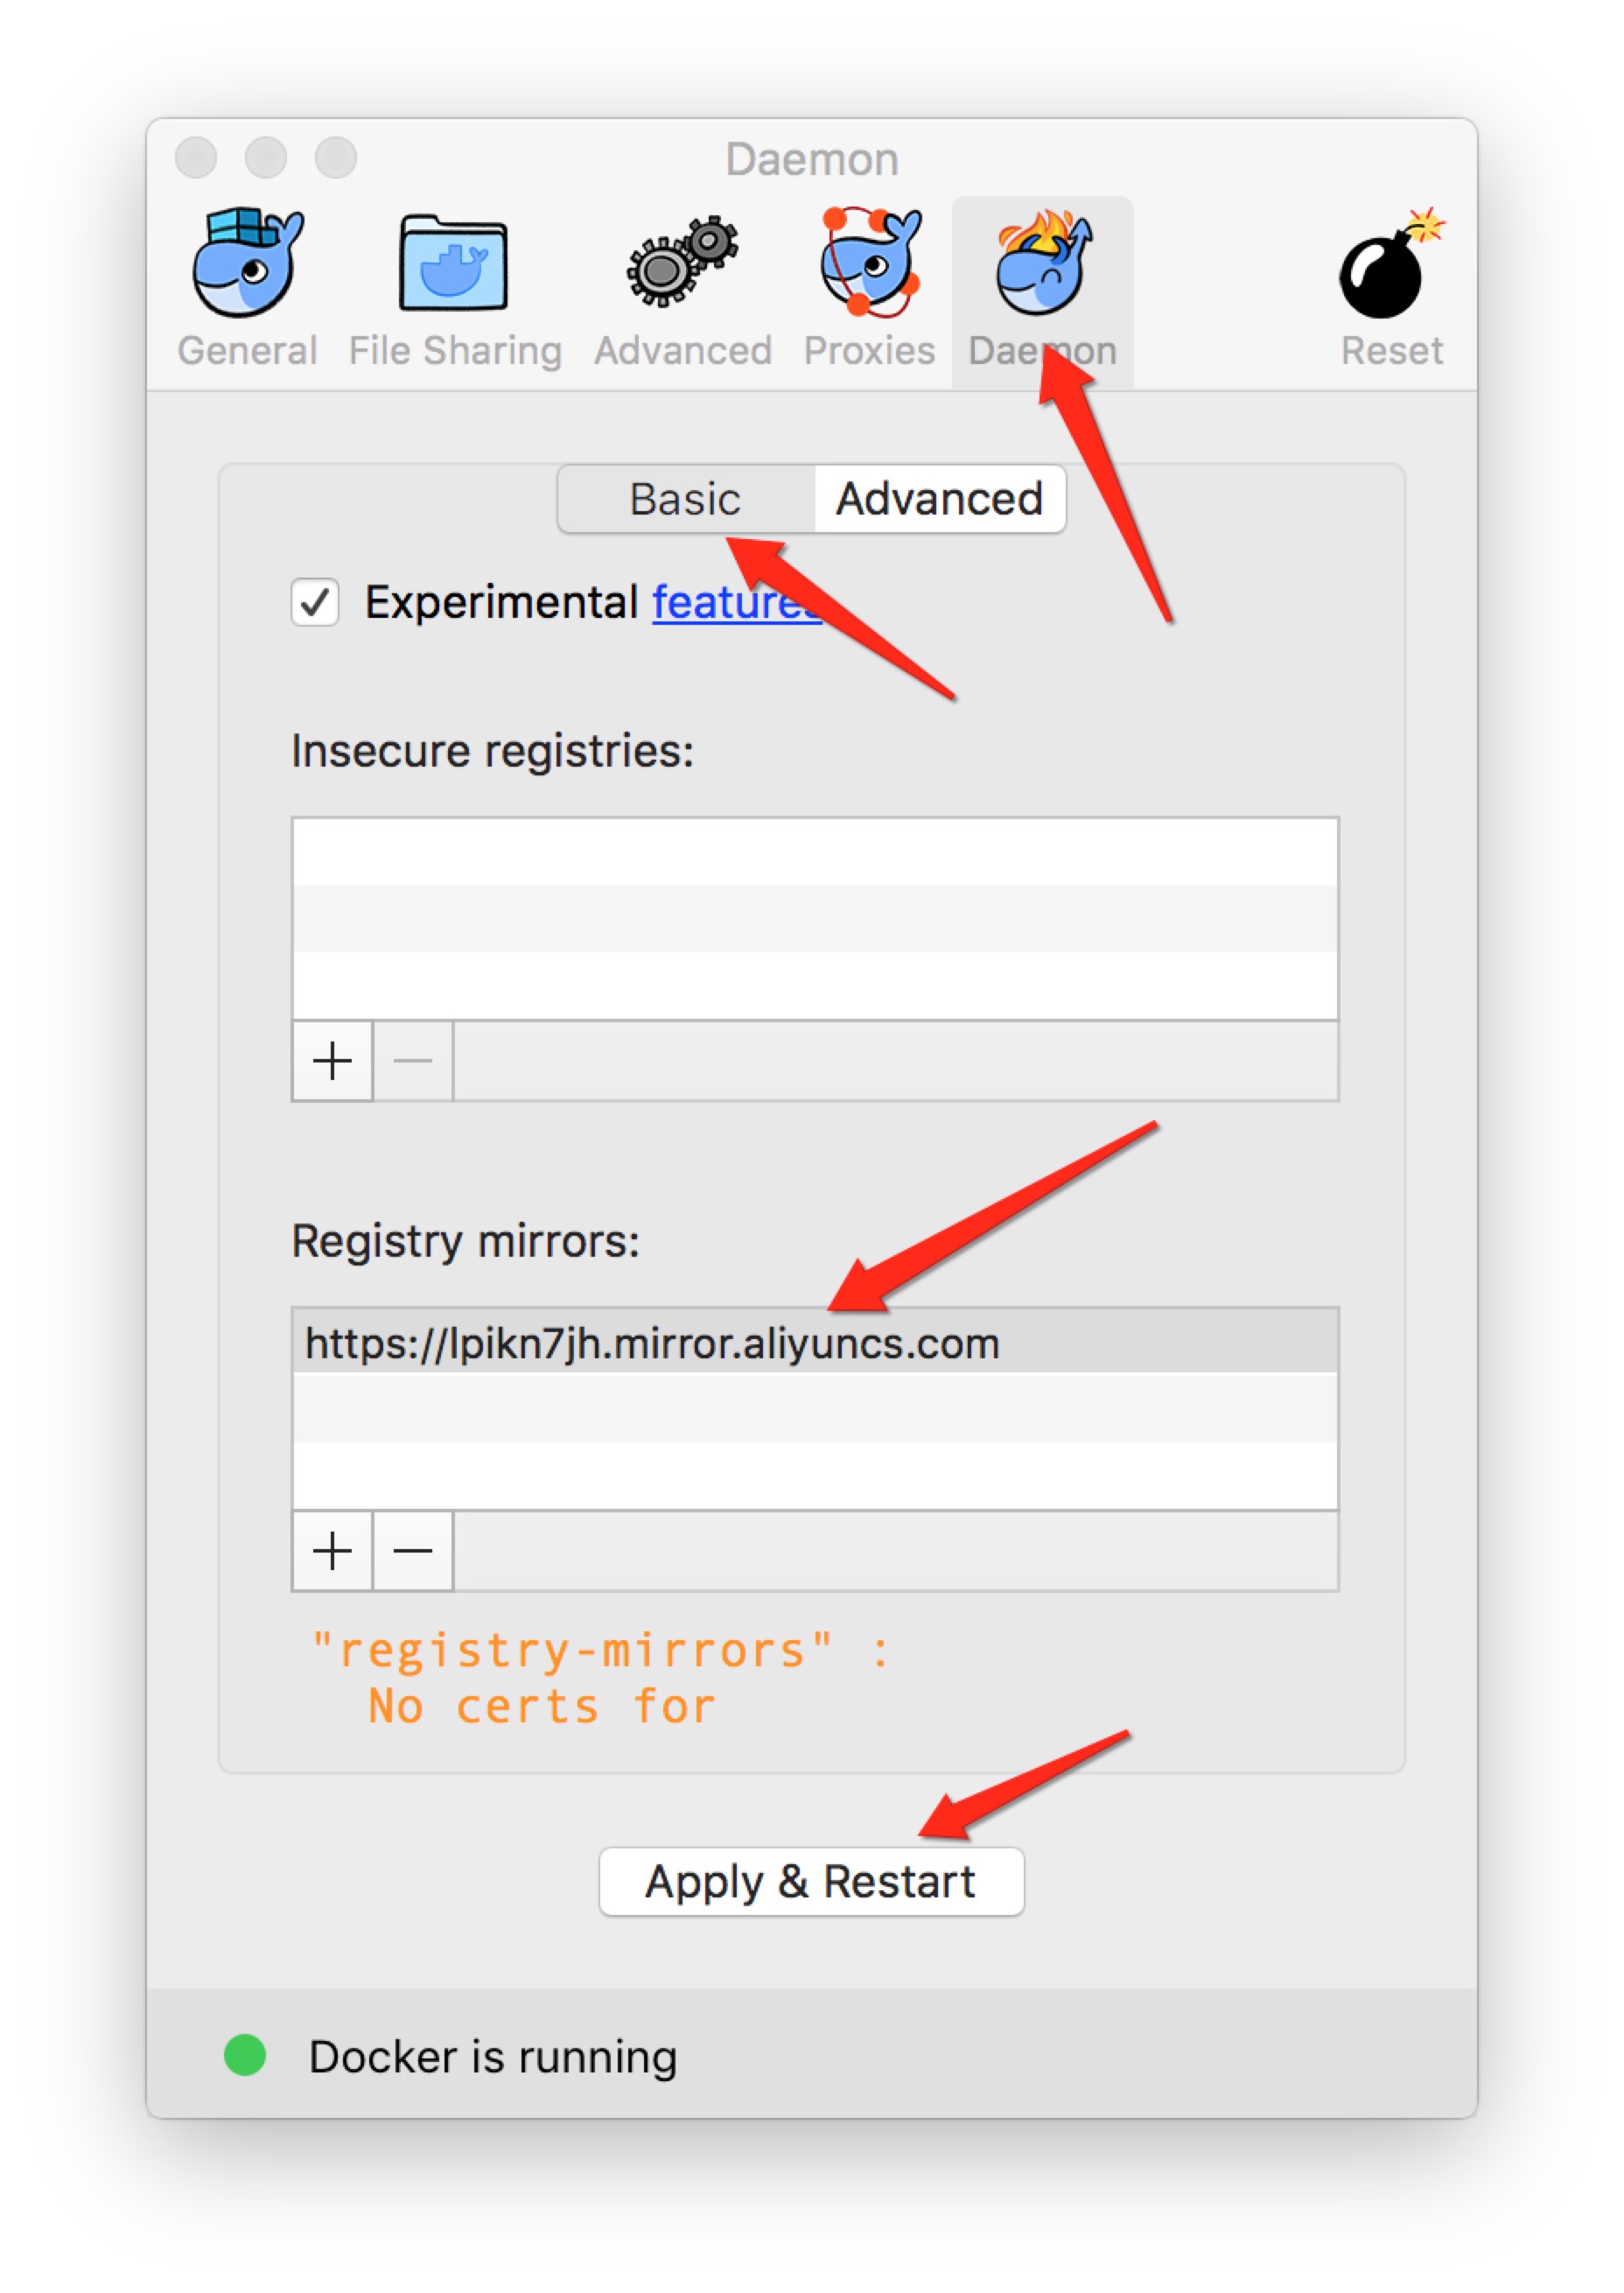 Daemon
General File Sharing Advanced Proxies Daemon Reset
Basic Advanced
Experimental features
Insecure registries:
Registry mirrors:
https://lpikn7jh.mirror.aliyuncs.com
"registry-mirrors" :
No certs for
Apply & Restart
Docker is running